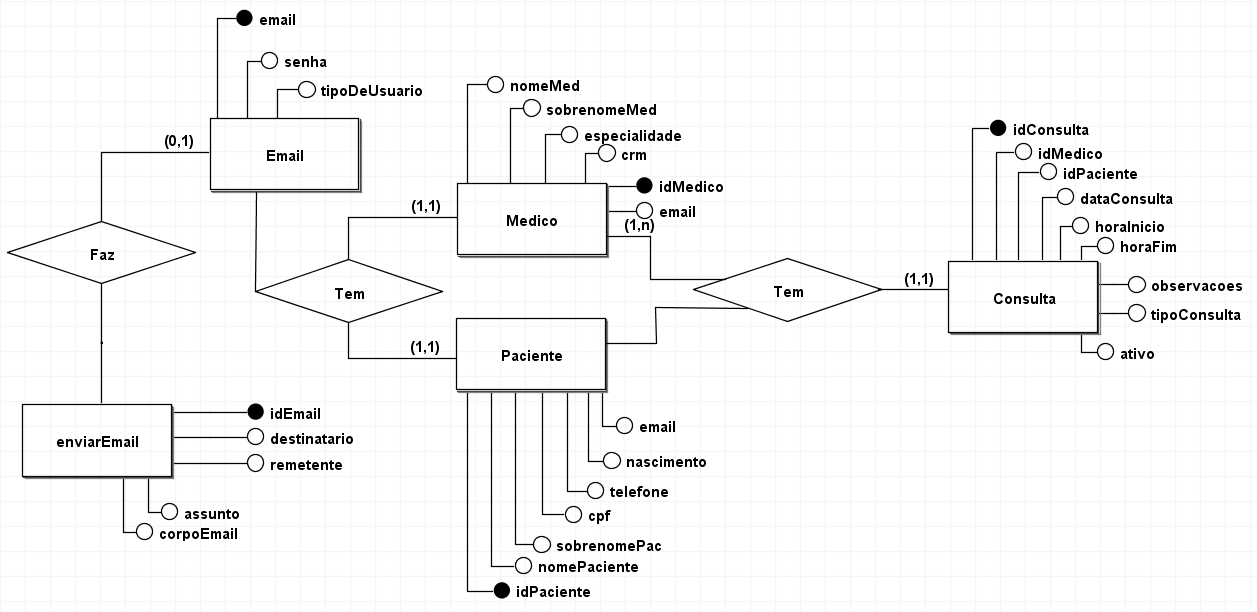 email
senha
tipoDeUsuario
(0,1)
Email
Faz
enviarEmail
idEmail
destinatario
remetente
assunto
corpoEmail
nomeMed
sobrenomeMed
especialidade
crm
idMedico
email
(1,n)
(1,1)
Medico
Tem
(1,1)
Paciente
email
nascimento
telefone
cpf
sobrenomePac
nomePaciente
idPaciente
Tem
(1,1)
idConsulta
idMedico
idPaciente
dataConsulta
horaInicio
horaFim
Consulta
observacoes
tipoConsulta
ativo